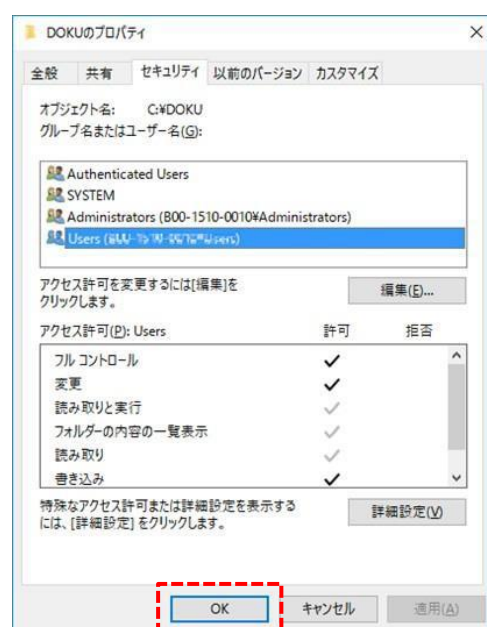 DOKUのプロパティ
全般 共有 セキュリティ 以前のバージョン カスタマイズ
オブジェクト名: C:¥DOKU
グループ名またはユーザー名(G):
Authenticated Users
SYSTEM
Administrators (B00-1510-0010¥Administrators)
Users (
アクセス許可を変更するには[編集]を
クリックします。
編集(E)...
アクセス許可(P): Users 許可 拒否
フル コントロール
変更
読み取りと実行
フォルダーの内容の一覧表示
読み取り
書き込み
特殊なアクセス許可または詳細設定を表示する
には、[詳細設定] をクリックします。
詳細設定(V)
OK キャンセル 適用(A)